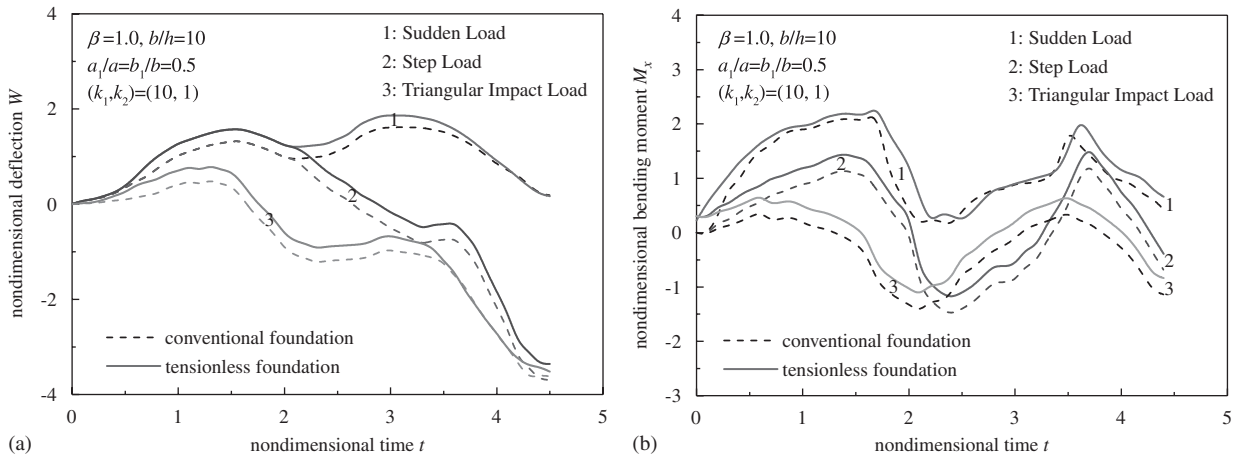 4
2
0
-2
-4
0
1
2
3
4
5
nondimensional deflection W
nondimensional time t
β=1.0, b/h=10
a₁/a=b₁/b=0.5
(k₁,k₂)=(10, 1)
1: Sudden Load
2: Step Load
3: Triangular Impact Load
1
2
3
conventional foundation
tensionless foundation
(a)
4
3
2
1
0
-1
-2
-3
0
1
2
3
4
5
nondimensional bending moment Mₓ
nondimensional time t
β=1.0, b/h=10
a₁/a=b₁/b=0.5
(k₁,k₂)=(10, 1)
1: Sudden Load
2: Step Load
3: Triangular Impact Load
2
1
3
1
2
3
conventional foundation
tensionless foundation
(b)